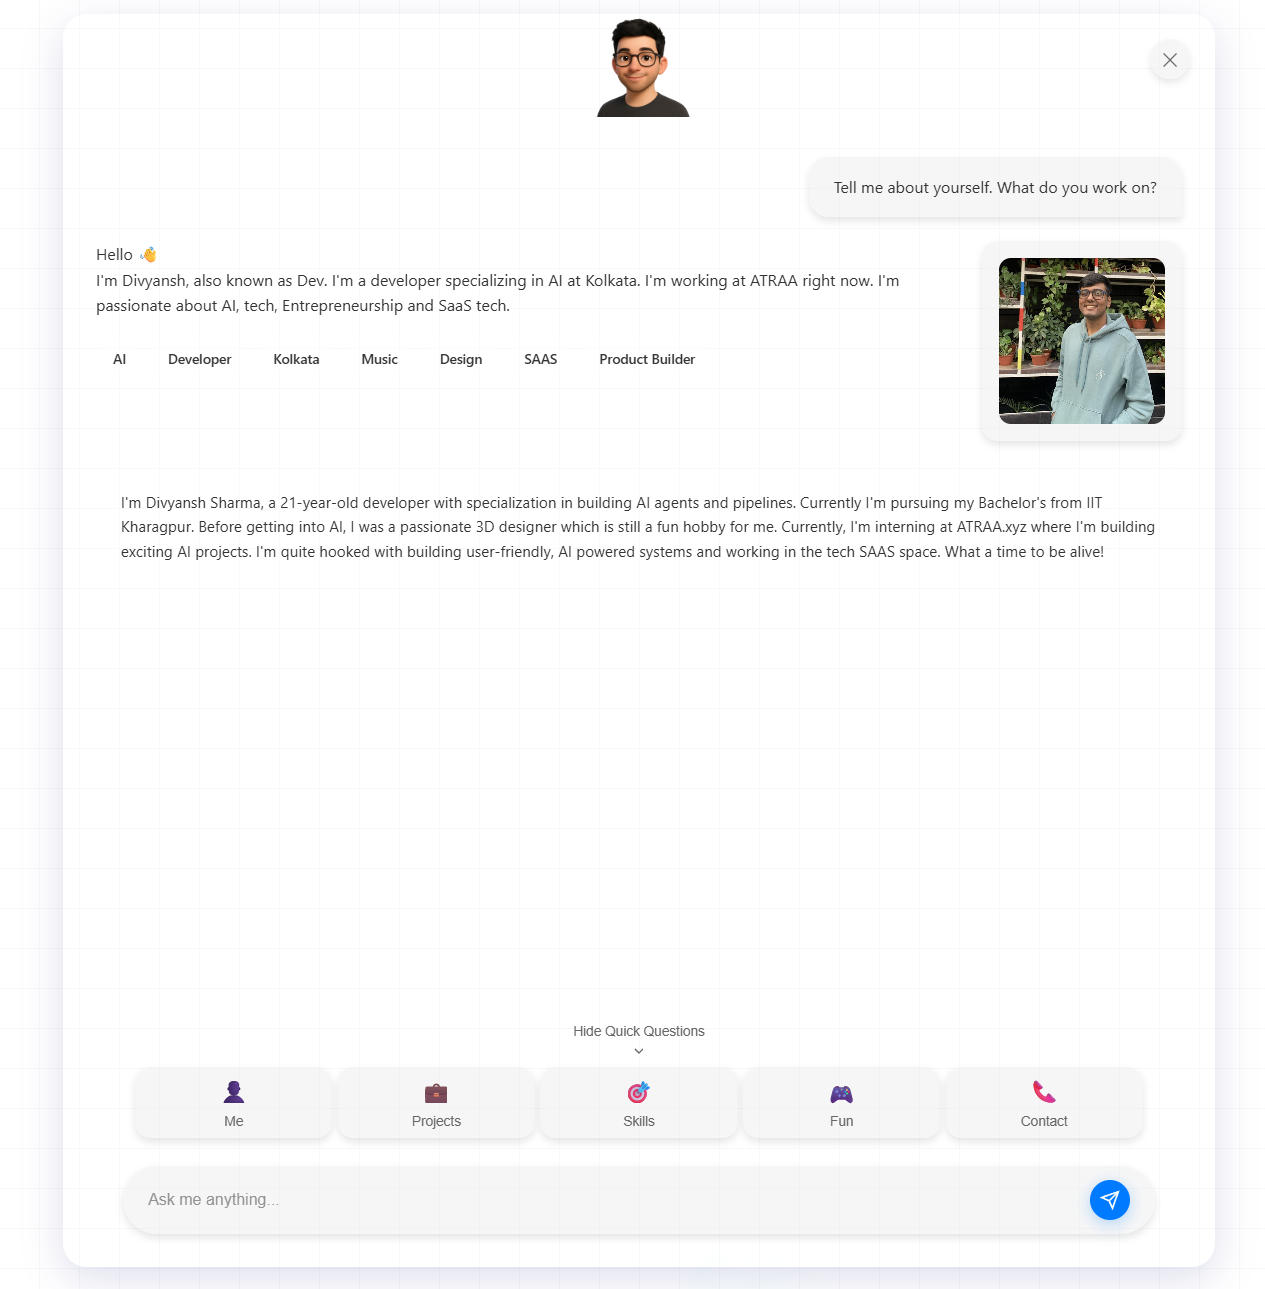 Tell me about yourself. What do you work on?
Hello 👋
I'm Divyansh, also known as Dev. I'm a developer specializing in AI at Kolkata. I'm working at ATRAA right now. I'm
passionate about AI, tech, Entrepreneurship and SaaS tech.
AI Developer Kolkata Music Design SAAS Product Builder
I'm Divyansh Sharma, a 21-year-old developer with specialization in building AI agents and pipelines. Currently I'm pursuing my Bachelor's from IIT
Kharagpur. Before getting into AI, I was a passionate 3D designer which is still a fun hobby for me. Currently, I'm interning at ATRAA.xyz where I'm building
exciting AI projects. I'm quite hooked with building user-friendly, AI powered systems and working in the tech SAAS space. What a time to be alive!
Hide Quick Questions
Me Projects Skills Fun Contact
Ask me anything...